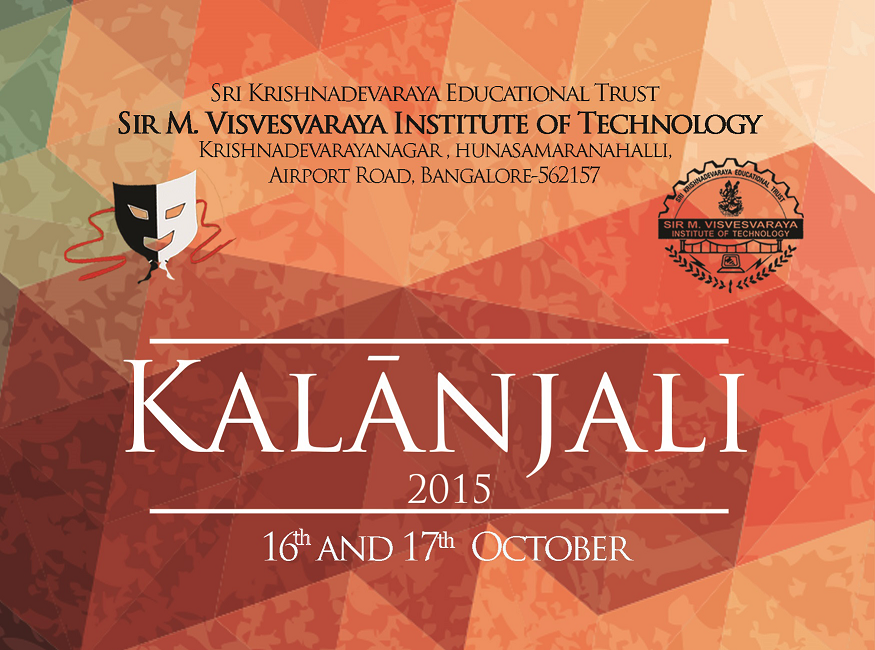 Sri Krishnadevaraya Educational Trust
Sir M. Visvesvaraya Institute of Technology
Krishnadevarayanagar , hunasamaranahalli,
Airport Road, Bangalore-562157
SRI KRISHNADEVARAYA EDUCATIONAL TRUST
SIR M. VISVESVARAYA
INSTITUTE OF TECHNOLOGY
Kalānjali
2015
16th and 17th October